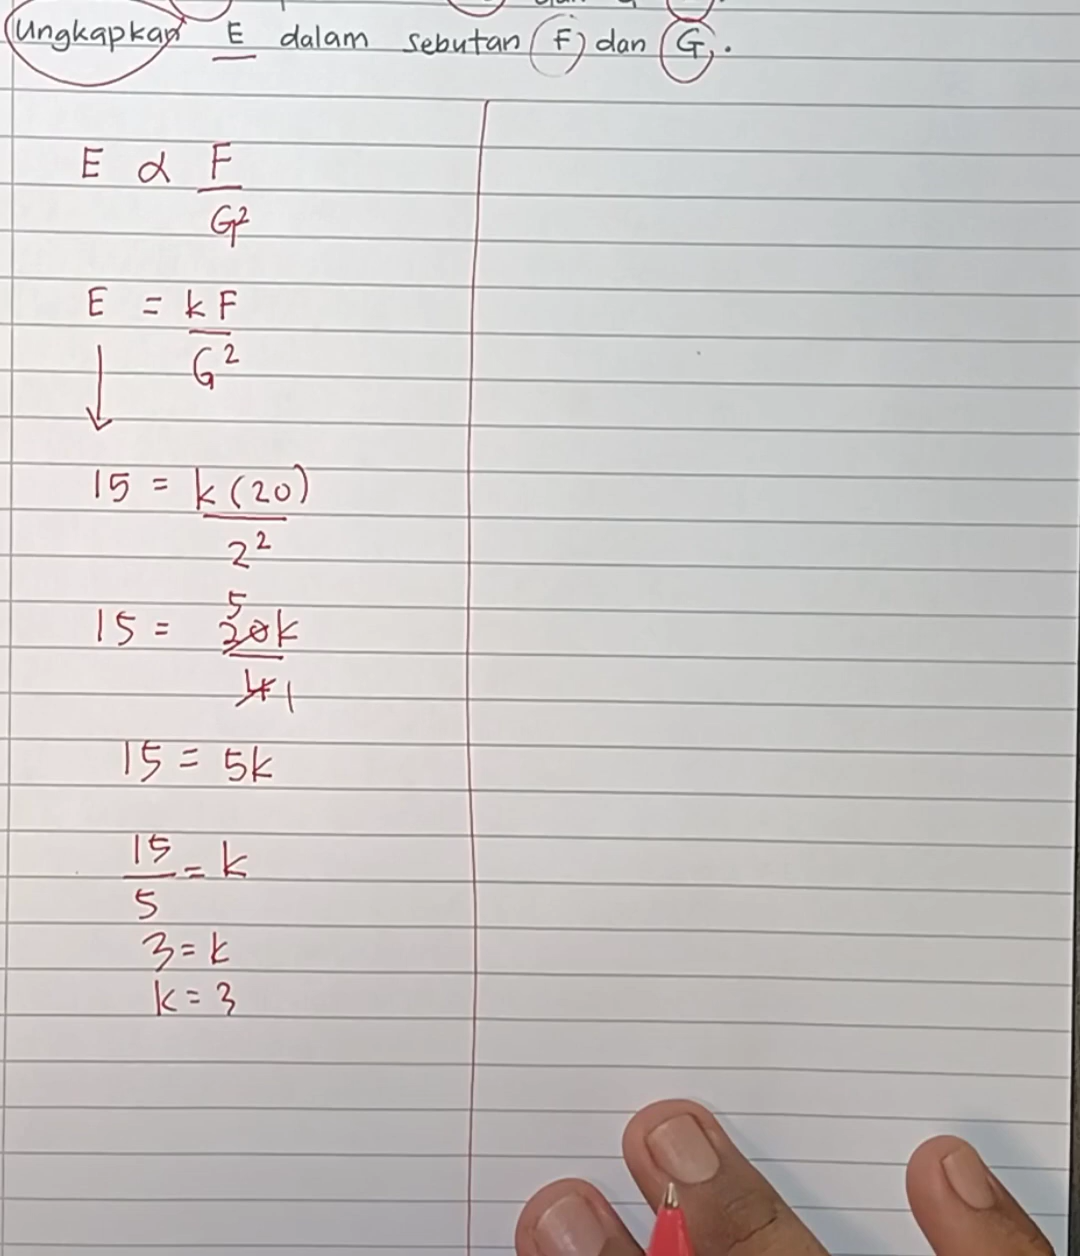 Ungkapkan E dalam sebutan F dan G.
E ∝ F
G²
E = kF
G²
15 = k(20)
2²
5
15 = 20k
4 1
15 = 5k
15
= k
5
3 = k
k = 3